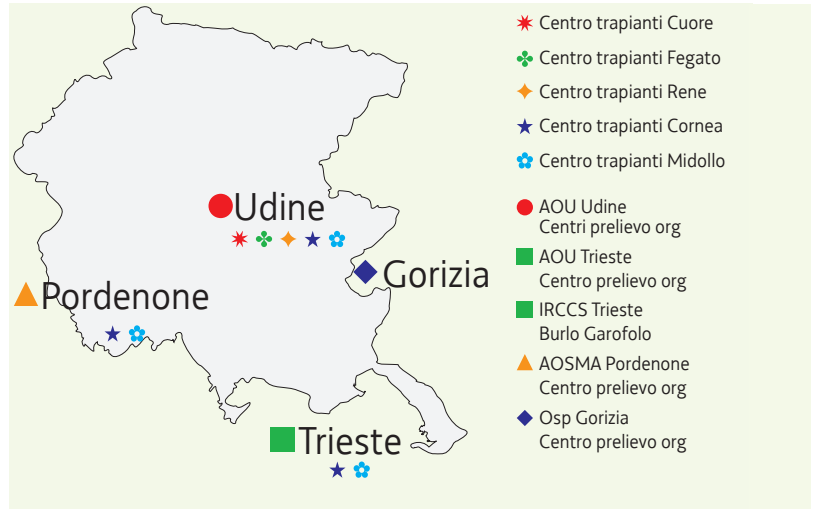 Centro trapianti Cuore
Centro trapianti Fegato
Centro trapianti Rene
Centro trapianti Cornea
Centro trapianti Midollo
AOU Udine
Centri prelievo org
AOU Trieste
Centro prelievo org
IRCCS Trieste
Burlo Garofolo
AOSMA Pordenone
Centro prelievo org
Osp Gorizia
Centro prelievo org
Udine
Gorizia
Pordenone
Trieste